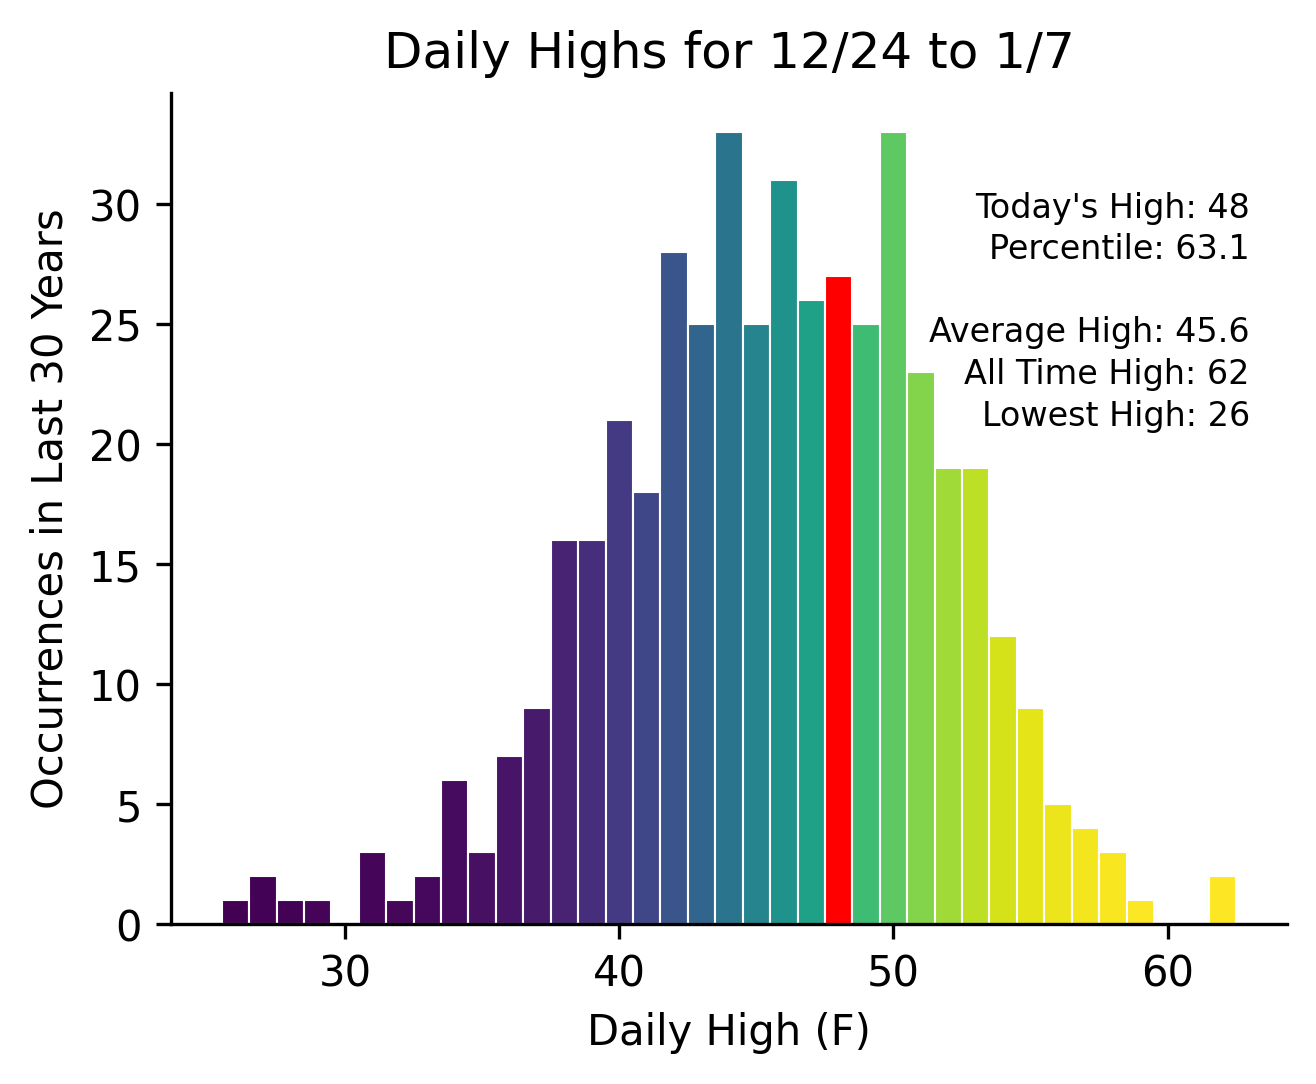 Daily Highs for 12/24 to 1/7
Occurrences in Last 30 Years
30
25
20
15
10
5
0
Today's High: 48
Percentile: 63.1
Average High: 45.6
All Time High: 62
Lowest High: 26
30
40
50
60
Daily High (F)